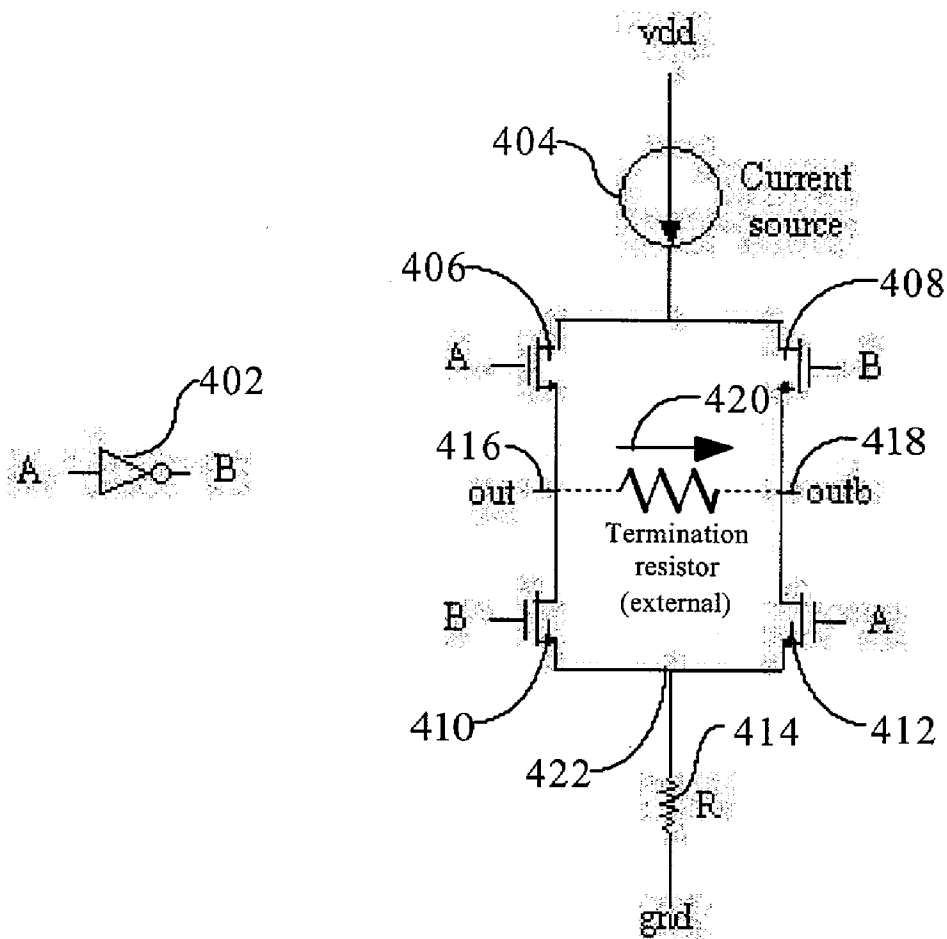 vdd
404
Current
source
406
408
A
B
402
A
B
420
416
418
out
outb
Termination
resistor
(external)
B
A
410
412
414
422
R
gnd